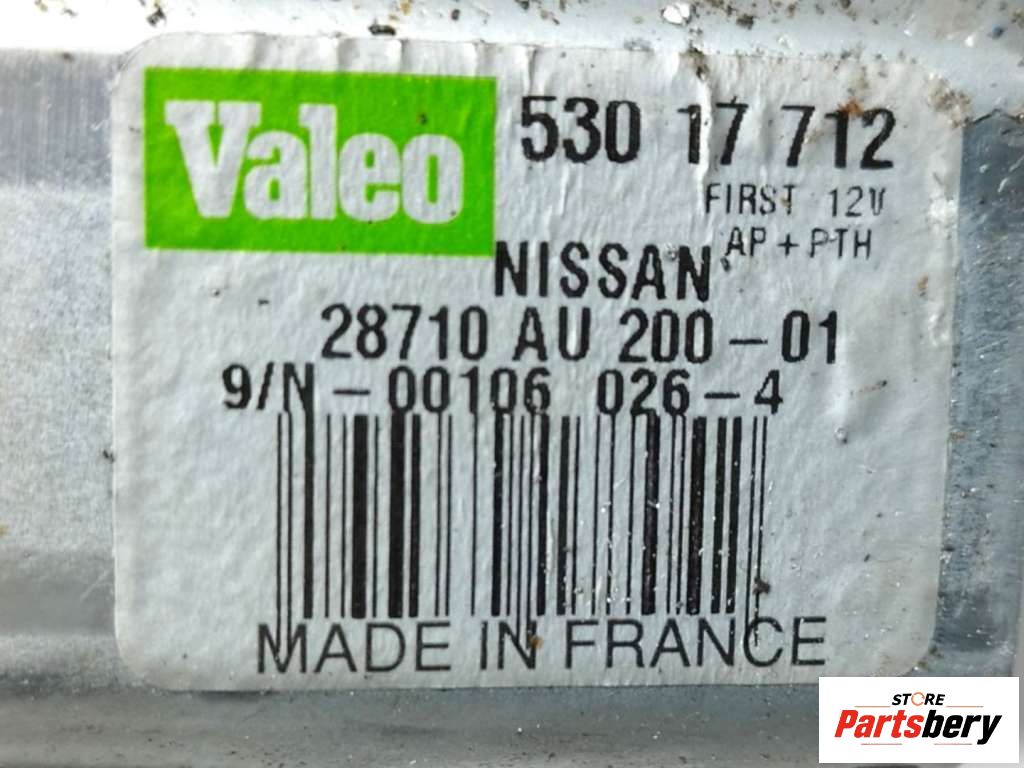 Valeo
530 17 712
FIRST 12V
AP + PTH
NISSAN
28710 AU 200-01
9/N-00106 026-4
MADE IN FRANCE
STORE
Partsbery